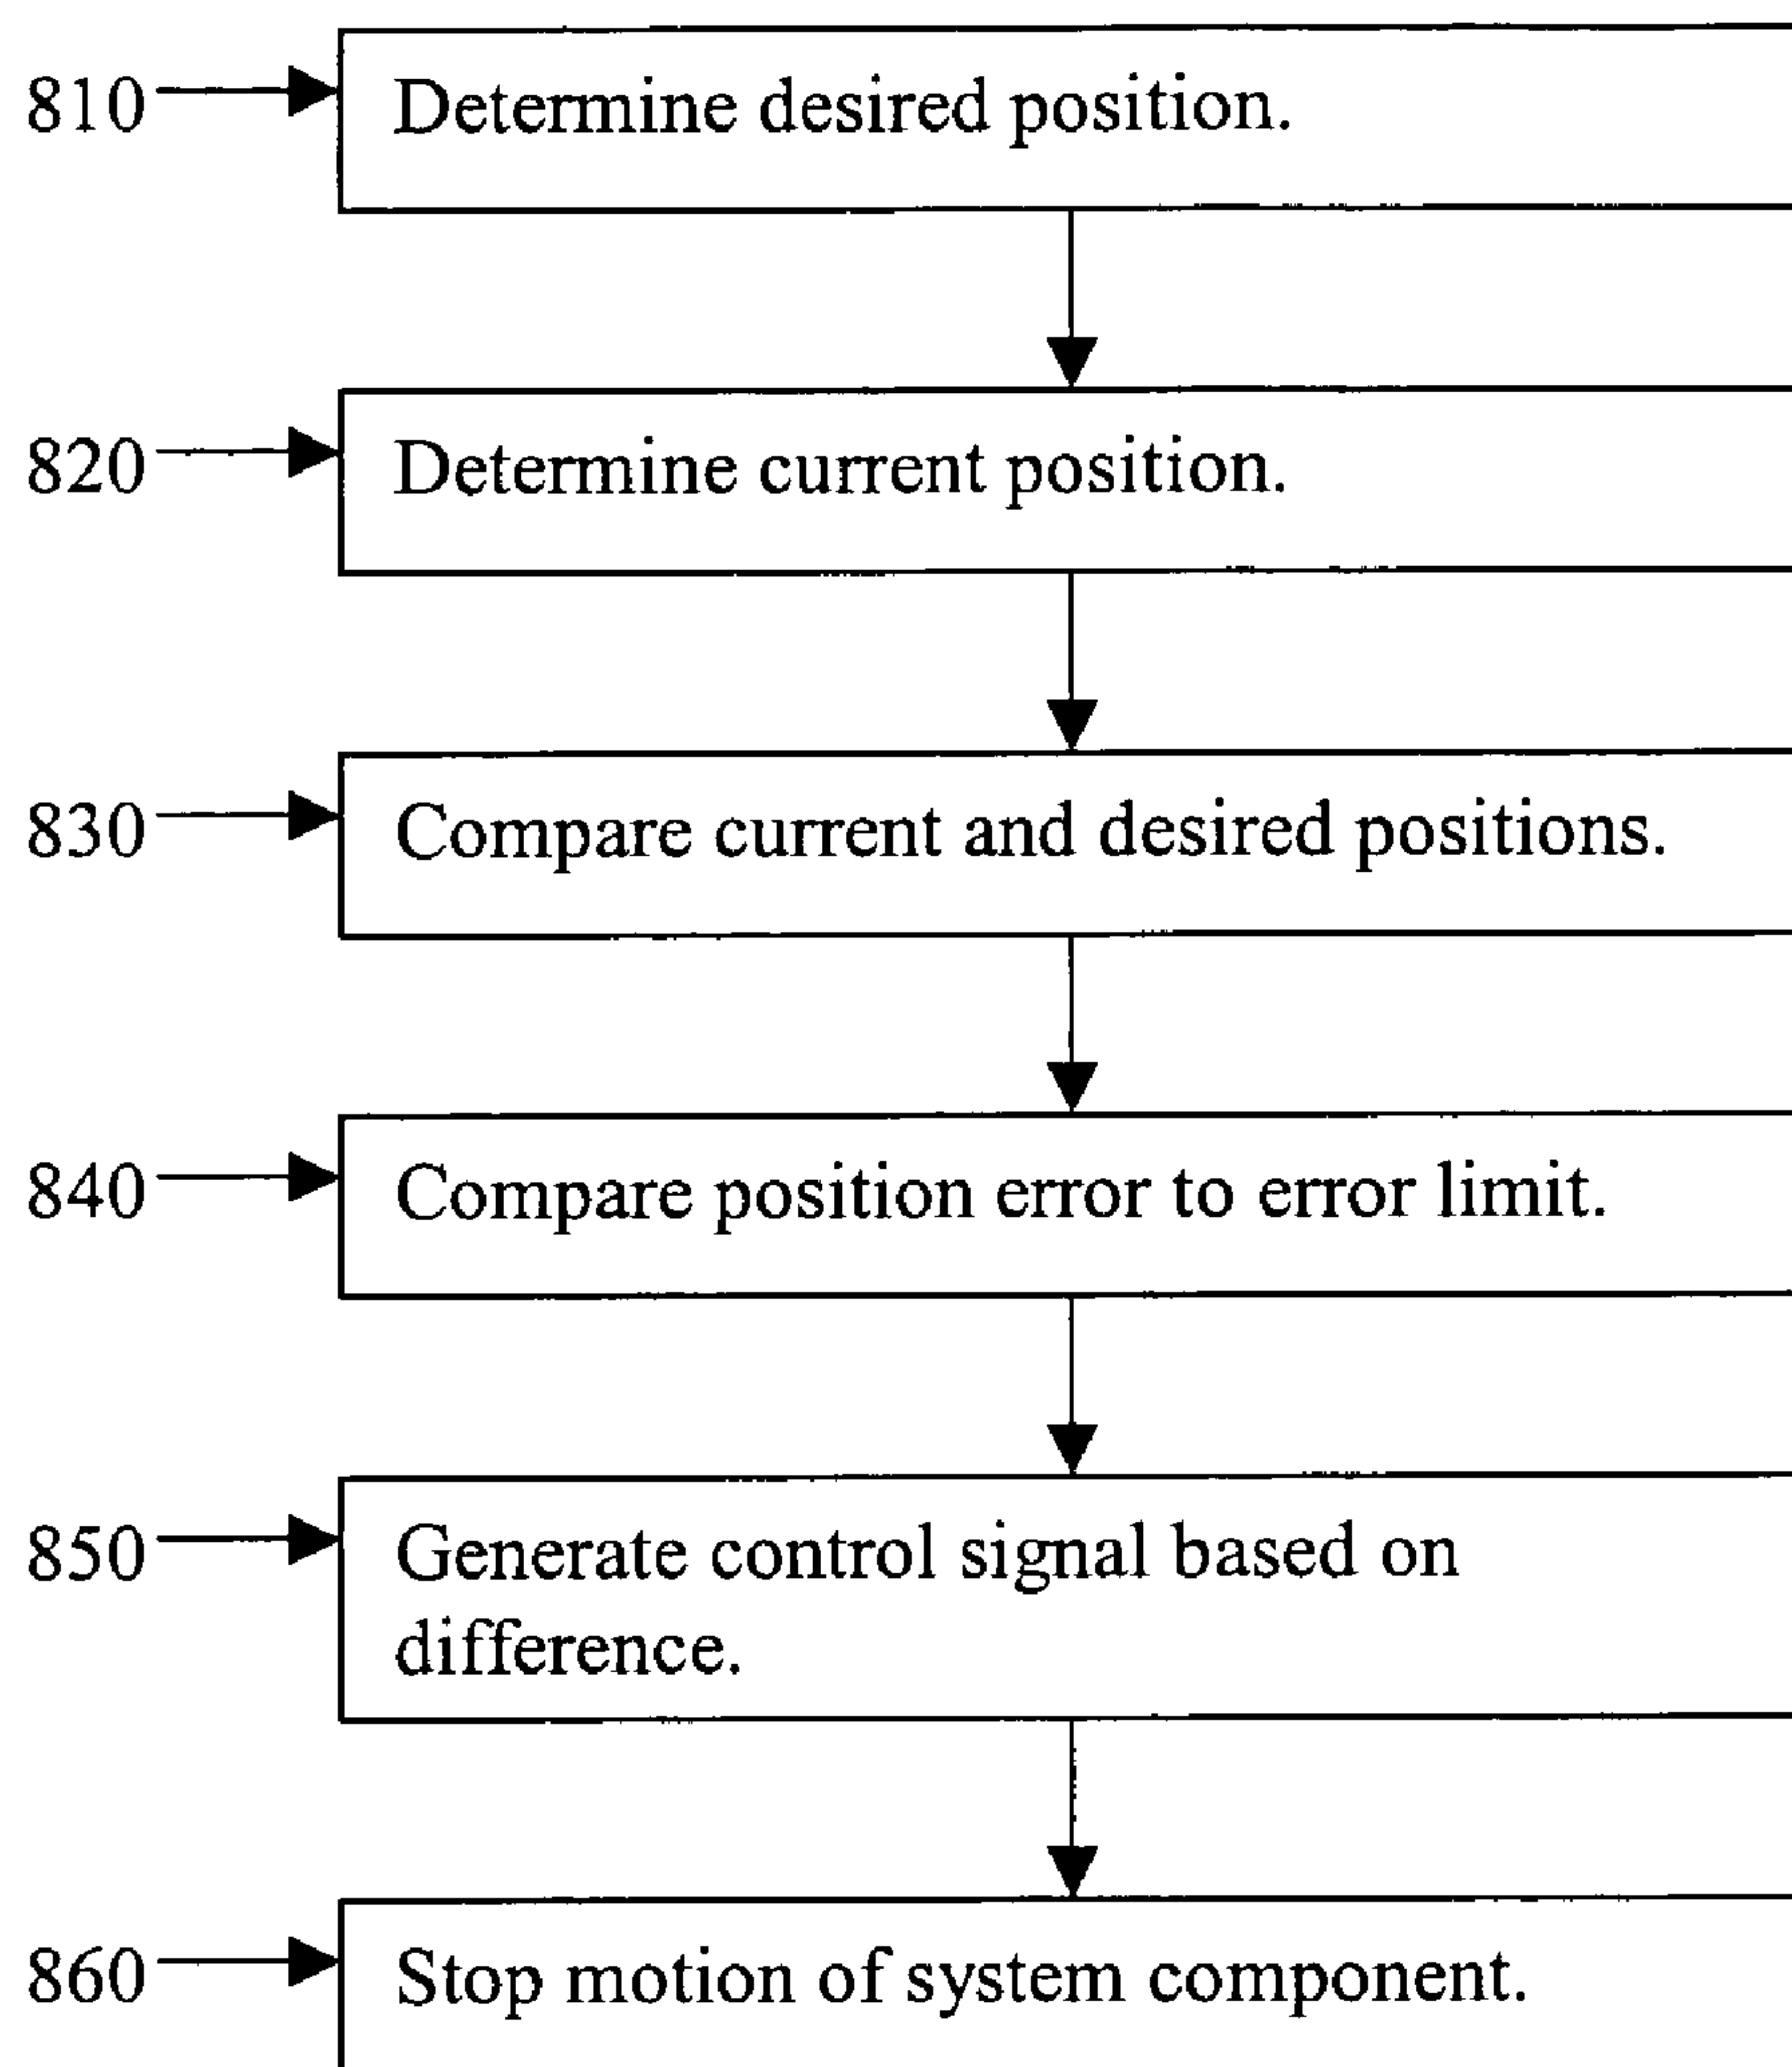 810 Determine desired position.
820 Determine current position.
830 Compare current and desired positions.
840 Compare position error to error limit.
850 Generate control signal based on
difference.
860 Stop motion of system component.